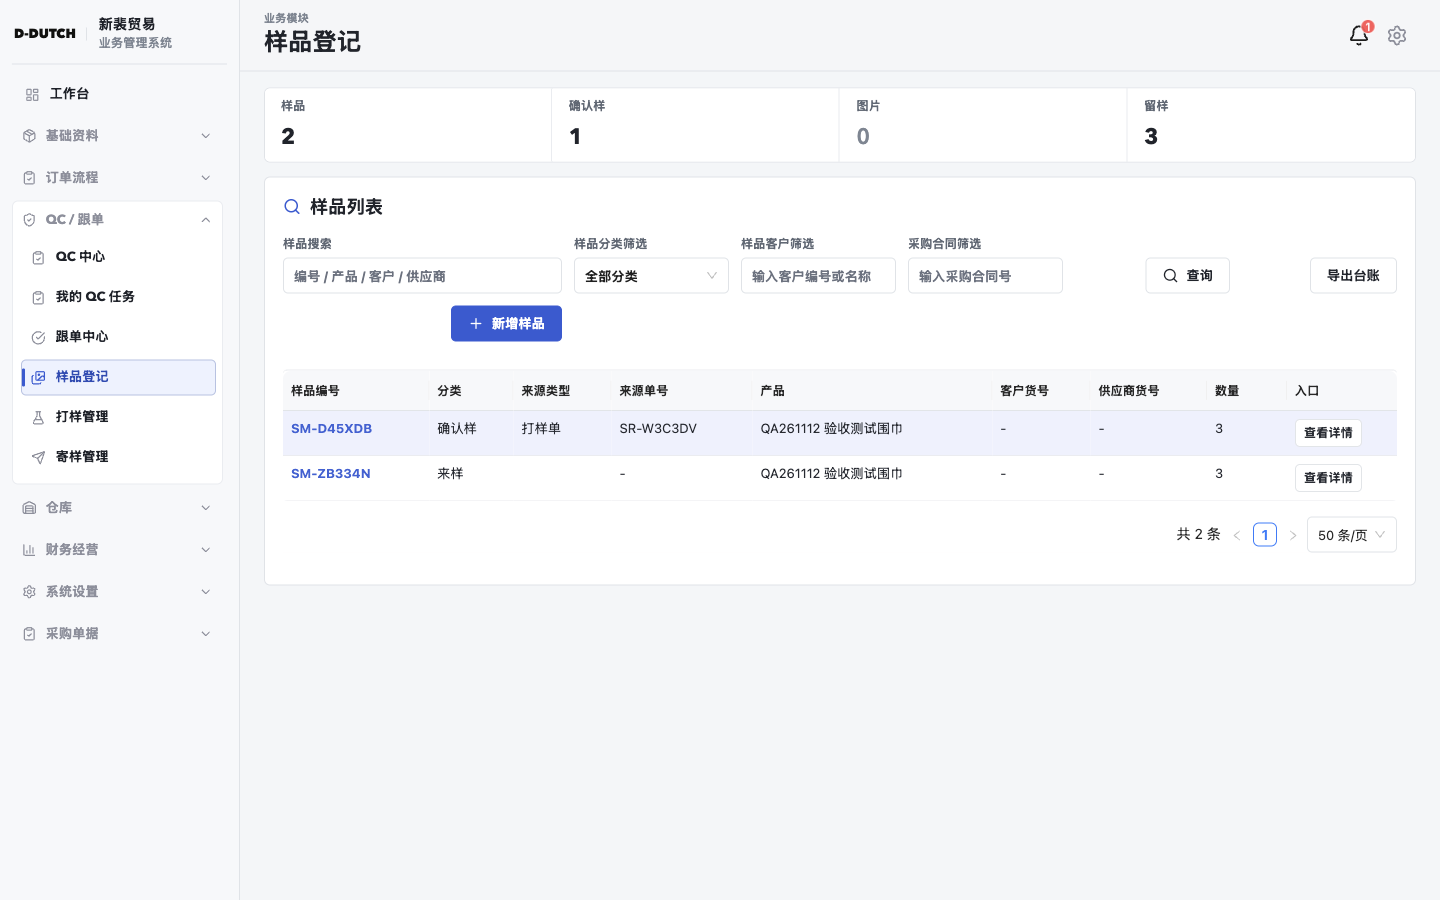 D-DUTCH
新裴贸易
业务管理系统
工作台
基础资料
订单流程
QC / 跟单
QC 中心
我的 QC 任务
跟单中心
样品登记
打样管理
寄样管理
仓库
财务经营
系统设置
采购单据
业务模块
样品登记
1
样品
2
确认样
1
图片
0
留样
3
样品列表
样品搜索
样品分类筛选
样品客户筛选
采购合同筛选
编号 / 产品 / 客户 / 供应商
全部分类
输入客户编号或名称
输入采购合同号
查询
导出台账
新增样品
样品编号 分类 来源类型 来源单号 产品 客户货号 供应商货号 数量 入口
SM-D45XDB 确认样 打样单 SR-W3C3DV QA261112 验收测试围巾 - - 3 查看详情
SM-ZB334N 来样 - QA261112 验收测试围巾 - - 3 查看详情
共 2 条 1 50 条/页